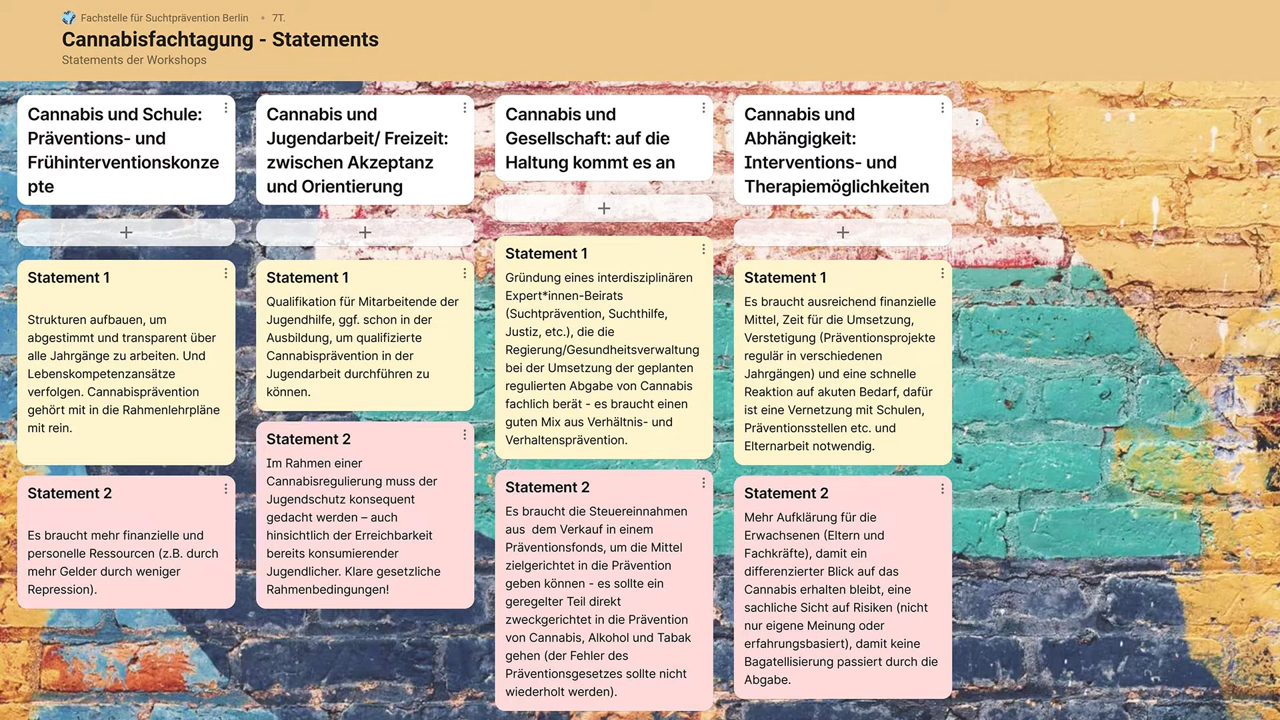 Fachstelle für Suchtprävention Berlin • 7T.
Cannabisfachtagung - Statements
Statements der Workshops
Cannabis und Schule:
Präventions- und
Frühinterventionskonze
pte
Statement 1
Strukturen aufbauen, um
abgestimmt und transparent über
alle Jahrgänge zu arbeiten. Und
Lebenskompetenzansätze
verfolgen. Cannabisprävention
gehört mit in die Rahmenlehrpläne
mit rein.
Statement 2
Es braucht mehr finanzielle und
personelle Ressourcen (z.B. durch
mehr Gelder durch weniger
Repression).
Cannabis und
Jugendarbeit/ Freizeit:
zwischen Akzeptanz
und Orientierung
Statement 1
Qualifikation für Mitarbeitende der
Jugendhilfe, ggf. schon in der
Ausbildung, um qualifizierte
Cannabisprävention in der
Jugendarbeit durchführen zu
können.
Statement 2
Im Rahmen einer
Cannabisregulierung muss der
Jugendschutz konsequent
gedacht werden – auch
hinsichtlich der Erreichbarkeit
bereits konsumierender
Jugendlicher. Klare gesetzliche
Rahmenbedingungen!
Cannabis und
Gesellschaft: auf die
Haltung kommt es an
Statement 1
Gründung eines interdisziplinären
Expert*innen-Beirats
(Suchtprävention, Suchthilfe,
Justiz, etc.), die die
Regierung/Gesundheitsverwaltung
bei der Umsetzung der geplanten
regulierten Abgabe von Cannabis
fachlich berät - es braucht einen
guten Mix aus Verhältnis- und
Verhaltensprävention.
Statement 2
Es braucht die Steuereinnahmen
aus dem Verkauf in einem
Präventionsfonds, um die Mittel
zielgerichtet in die Prävention
geben können - es sollte ein
geregelter Teil direkt
zweckgerichtet in die Prävention
von Cannabis, Alkohol und Tabak
gehen (der Fehler des
Präventionsgesetzes sollte nicht
wiederholt werden).
Cannabis und
Abhängigkeit:
Interventions- und
Therapiemöglichkeiten
Statement 1
Es braucht ausreichend finanzielle
Mittel, Zeit für die Umsetzung,
Verstetigung (Präventionsprojekte
regulär in verschiedenen
Jahrgängen) und eine schnelle
Reaktion auf akuten Bedarf, dafür
ist eine Vernetzung mit Schulen,
Präventionsstellen etc. und
Elternarbeit notwendig.
Statement 2
Mehr Aufklärung für die
Erwachsenen (Eltern und
Fachkräfte), damit ein
differenzierter Blick auf das
Cannabis erhalten bleibt, eine
sachliche Sicht auf Risiken (nicht
nur eigene Meinung oder
erfahrungsbasiert), damit keine
Bagatellisierung passiert durch die
Abgabe.